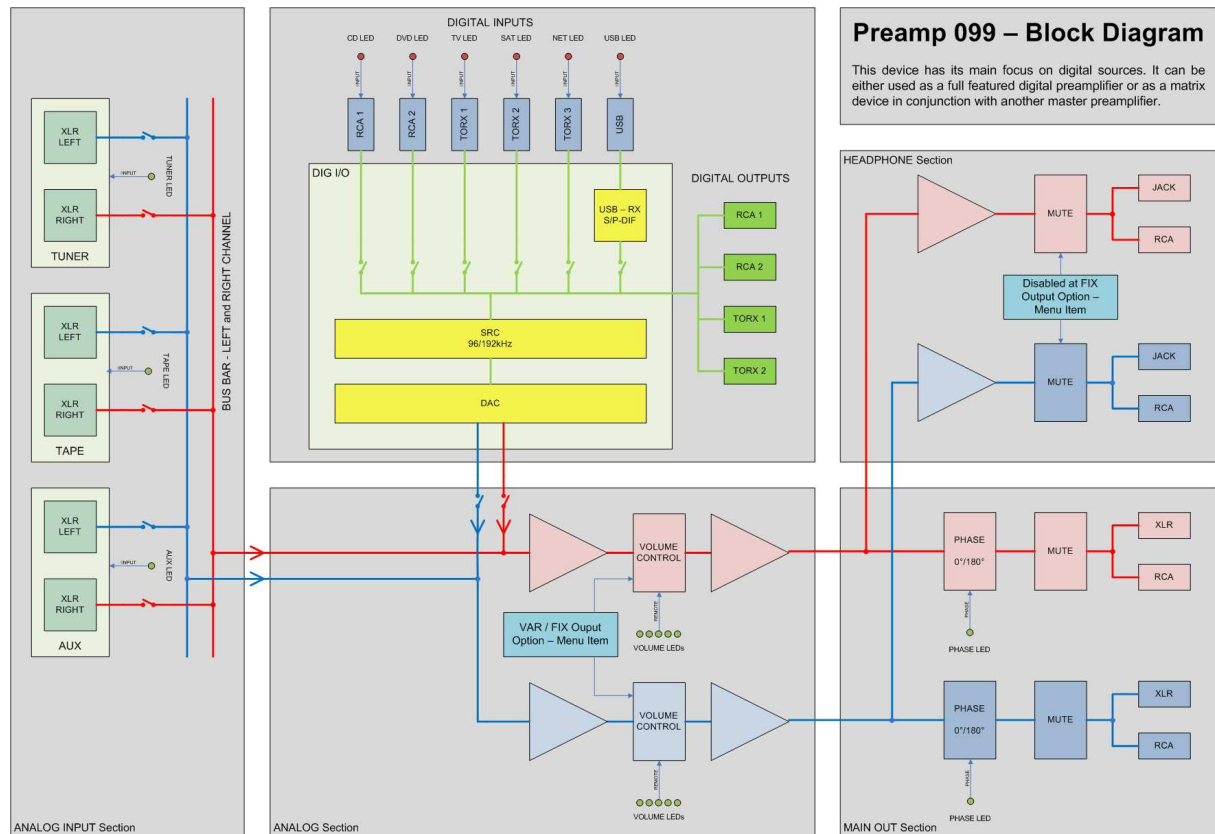 Preamp 099 – Block Diagram
This device has its main focus on digital sources. It can be
either used as a full featured digital preamplifier or as a matrix
device in conjunction with another master preamplifier.
XLR
LEFT
XLR
RIGHT
TUNER
INPUT
TUNER LED
XLR
LEFT
XLR
RIGHT
TAPE
INPUT
TAPE LED
XLR
LEFT
XLR
RIGHT
AUX
INPUT
AUX LED
BUS BAR - LEFT and RIGHT CHANNEL
ANALOG INPUT Section
DIGITAL INPUTS
CD LED
DVD LED
TV LED
SAT LED
NET LED
USB LED
INPUT
INPUT
INPUT
INPUT
INPUT
INPUT
RCA 1
RCA 2
TORX 1
TORX 2
TORX 3
USB
DIG I/O
USB – RX
S/P-DIF
SRC
96/192kHz
DAC
DIGITAL OUTPUTS
RCA 1
RCA 2
TORX 1
TORX 2
HEADPHONE Section
MUTE
JACK
RCA
Disabled at FIX
Output Option –
Menu Item
MUTE
JACK
RCA
VOLUME
CONTROL
REMOTE
VOLUME LEDs
VAR / FIX Ouput
Option – Menu Item
VOLUME
CONTROL
REMOTE
VOLUME LEDs
ANALOG Section
PHASE
0°/180°
MUTE
XLR
RCA
PHASE
PHASE LED
PHASE
0°/180°
MUTE
XLR
RCA
PHASE
PHASE LED
MAIN OUT Section